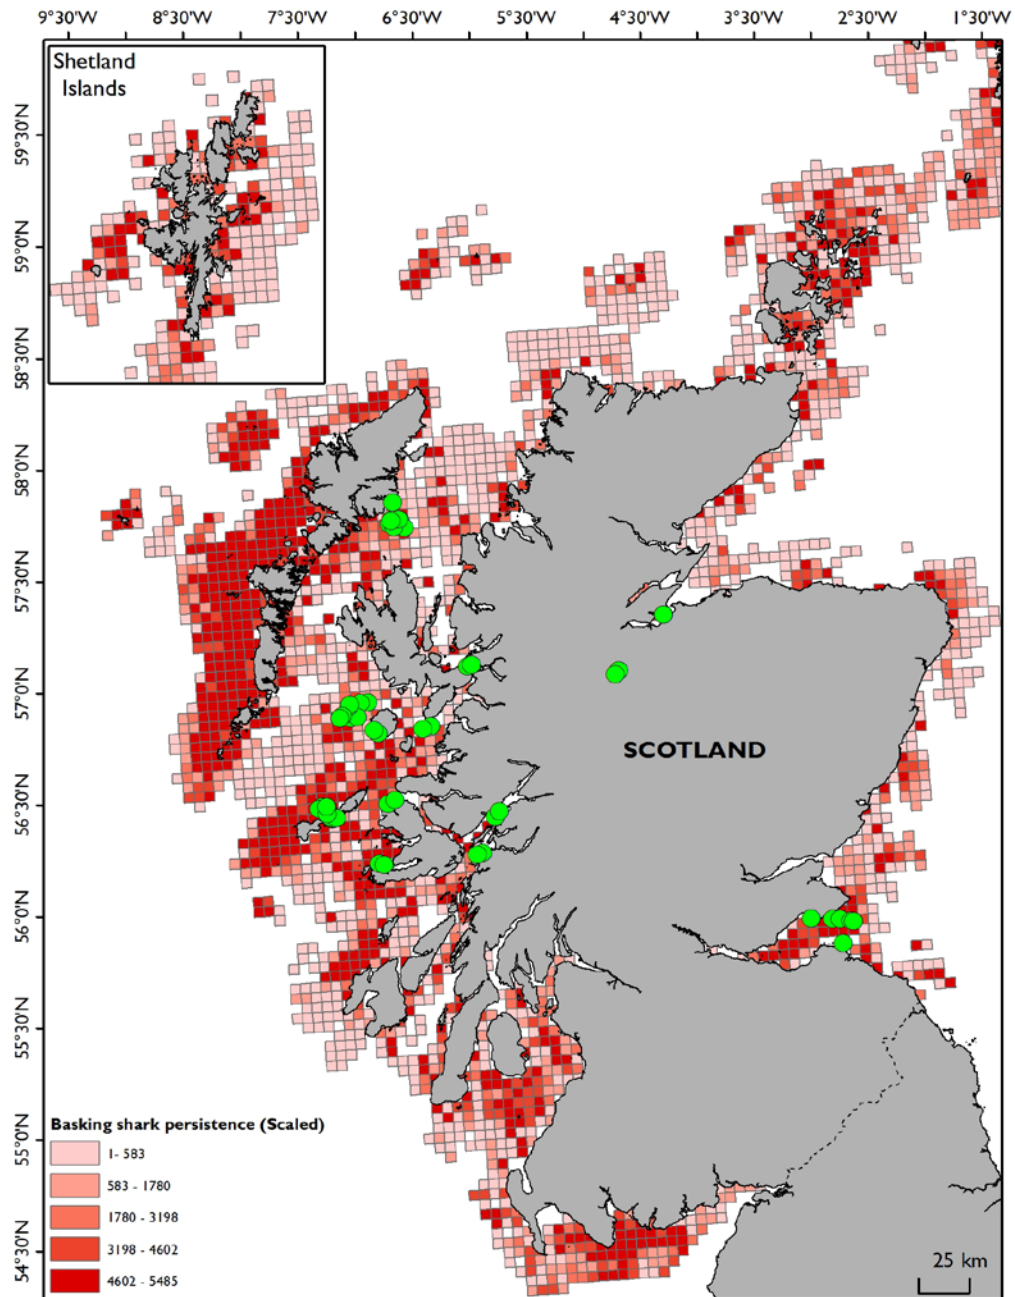 9°30'W 8°30'W 7°30'W 6°30'W 5°30'W 4°30'W 3°30'W 2°30'W 1°30'W
Shetland
Islands
59°30'N
59°0'N
58°30'N
58°0'N
57°30'N
57°0'N
SCOTLAND
56°30'N
56°0'N
55°30'N
55°0'N
54°30'N
Basking shark persistence (Scaled)
1- 583
583 - 1780
1780 - 3198
3198 - 4602
4602 - 5485
25 km